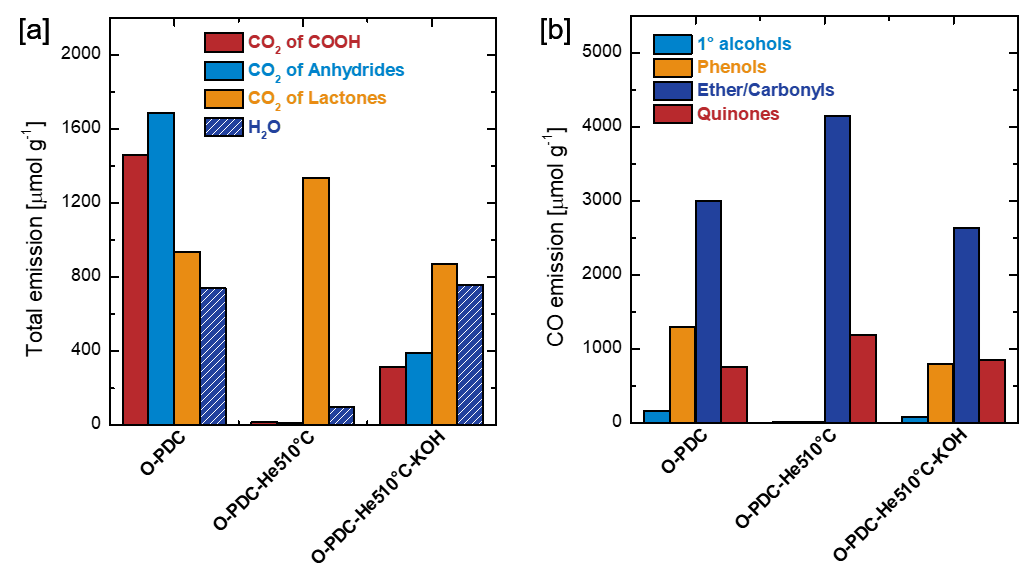 [a]
CO2 of COOH
CO2 of Anhydrides
CO2 of Lactones
H2O
Total emission [μmol g-1]
2000
1600
1200
800
400
0
O-PDC
O-PDC-He510°C
O-PDC-He510°C-KOH
[b]
1° alcohols
Phenols
Ether/Carbonyls
Quinones
CO emission [μmol g-1]
5000
4000
3000
2000
1000
0
O-PDC
O-PDC-He510°C
O-PDC-He510°C-KOH